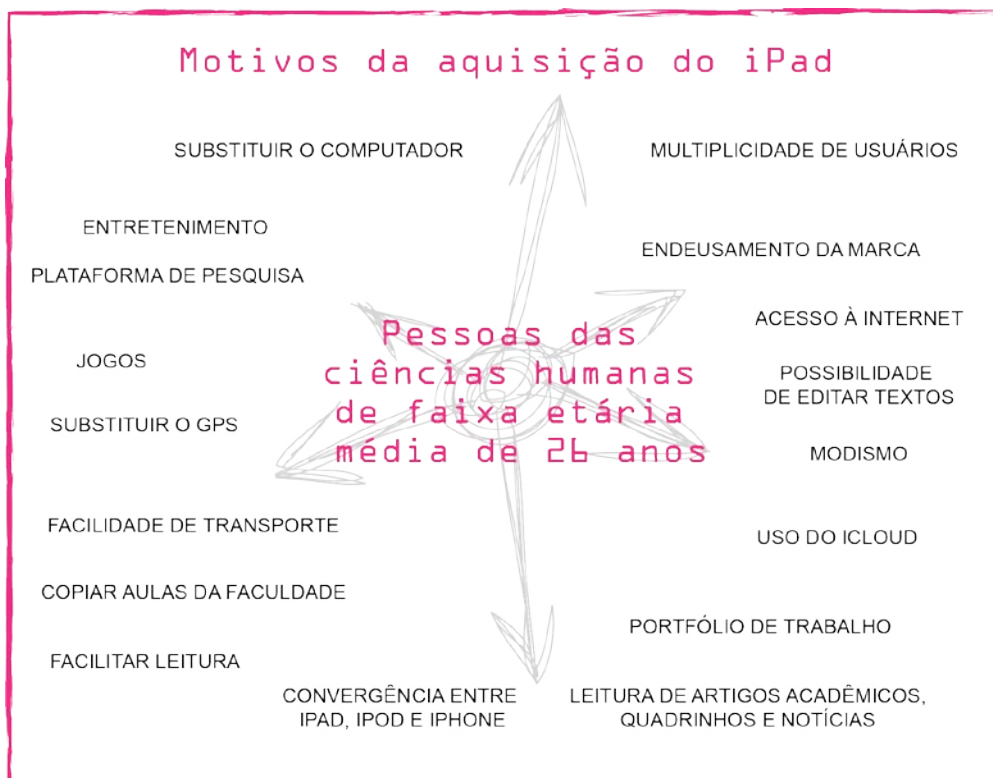 Motivos da aquisição do iPad
SUBSTITUIR O COMPUTADOR
MULTIPLICIDADE DE USUÁRIOS
ENTRETENIMENTO
ENDEUSAMENTO DA MARCA
PLATAFORMA DE PESQUISA
ACESSO À INTERNET
Pessoas das
ciências humanas
de faixa etária
média de 26 anos
JOGOS
POSSIBILIDADE
DE EDITAR TEXTOS
SUBSTITUIR O GPS
MODISMO
FACILIDADE DE TRANSPORTE
USO DO ICLOUD
COPIAR AULAS DA FACULDADE
PORTFÓLIO DE TRABALHO
FACILITAR LEITURA
CONVERGÊNCIA ENTRE
IPAD, IPOD E IPHONE
LEITURA DE ARTIGOS ACADÊMICOS,
QUADRINHOS E NOTÍCIAS